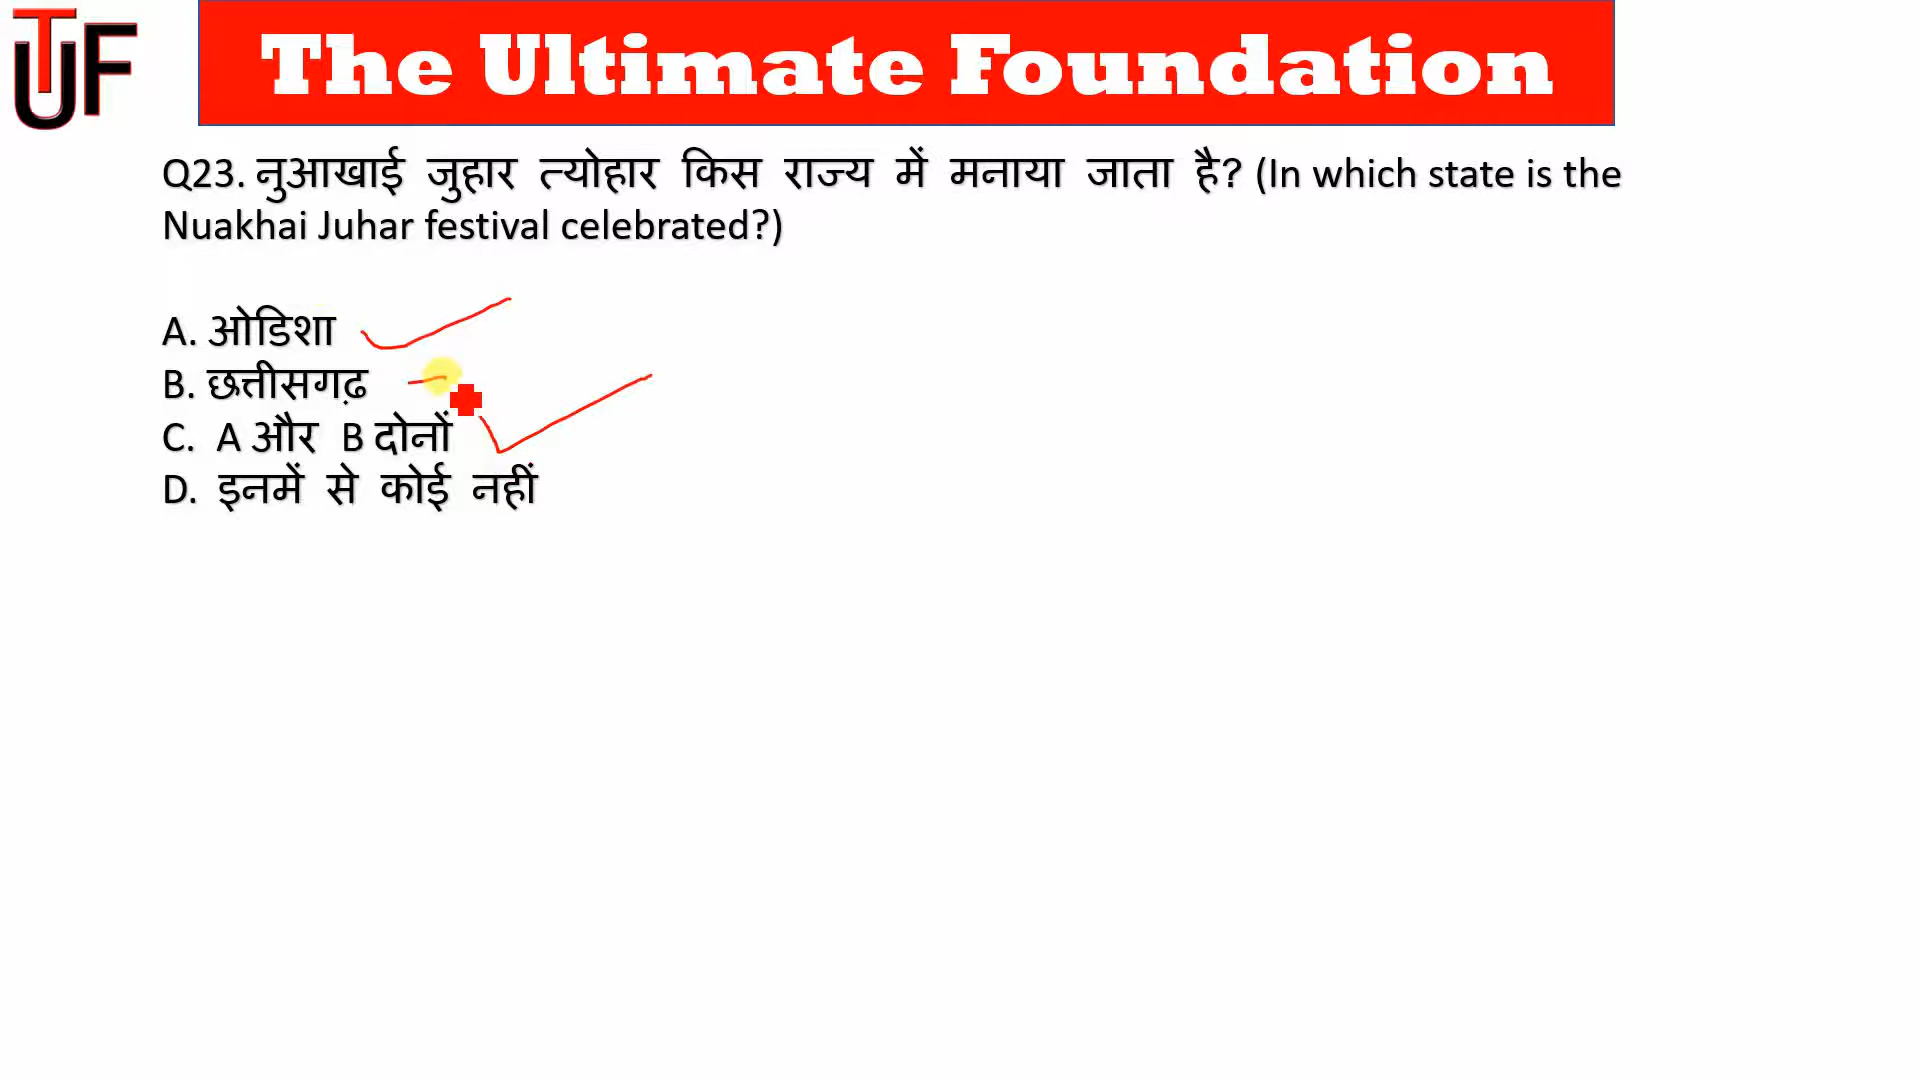 TUF
The Ultimate Foundation
Q23. नुआखाई जुहार त्योहार किस राज्य में मनाया जाता है? (In which state is the
Nuakhai Juhar festival celebrated?)
A. ओडिशा
B. छत्तीसगढ़
C. A और B दोनों
D. इनमें से कोई नहीं